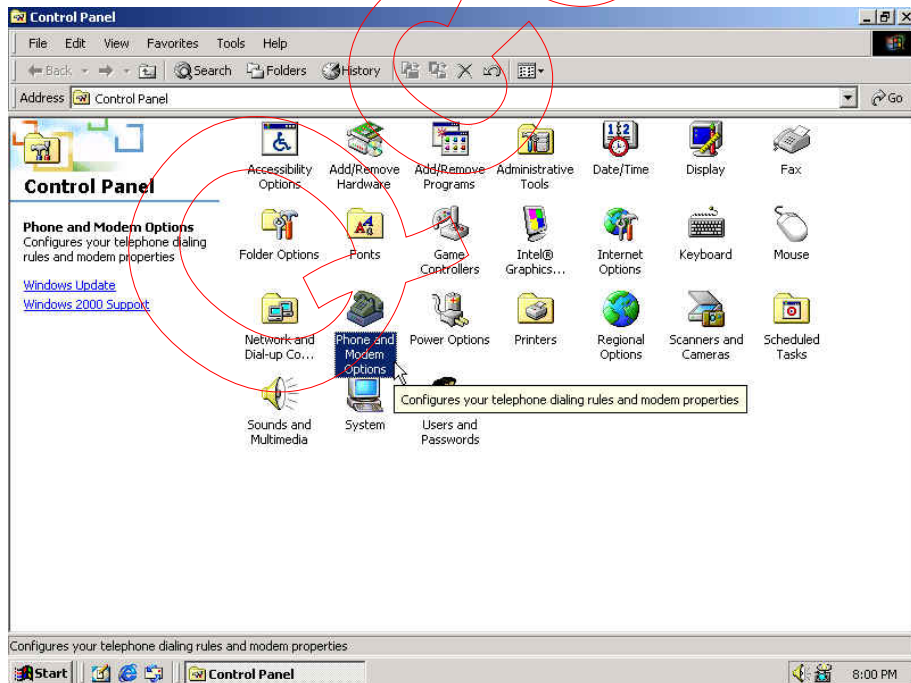 Control Panel
File Edit View Favorites Tools Help
Back Search Folders History
Address Control Panel Go
Control Panel
Phone and Modem Options
Configures your telephone dialing
rules and modem properties
Windows Update
Windows 2000 Support
Accessibility
Options
Add/Remove
Hardware
Add/Remove
Programs
Administrative
Tools
Date/Time
Display
Fax
Folder Options
Fonts
Game
Controllers
Intel®
Graphics...
Internet
Options
Keyboard
Mouse
Network and
Dial-up Co...
Phone and
Modem
Options
Power Options
Printers
Regional
Options
Scanners and
Cameras
Scheduled
Tasks
Sounds and
Multimedia
System
Users and
Passwords
Configures your telephone dialing rules and modem properties
Configures your telephone dialing rules and modem properties
Start Control Panel 8:00 PM